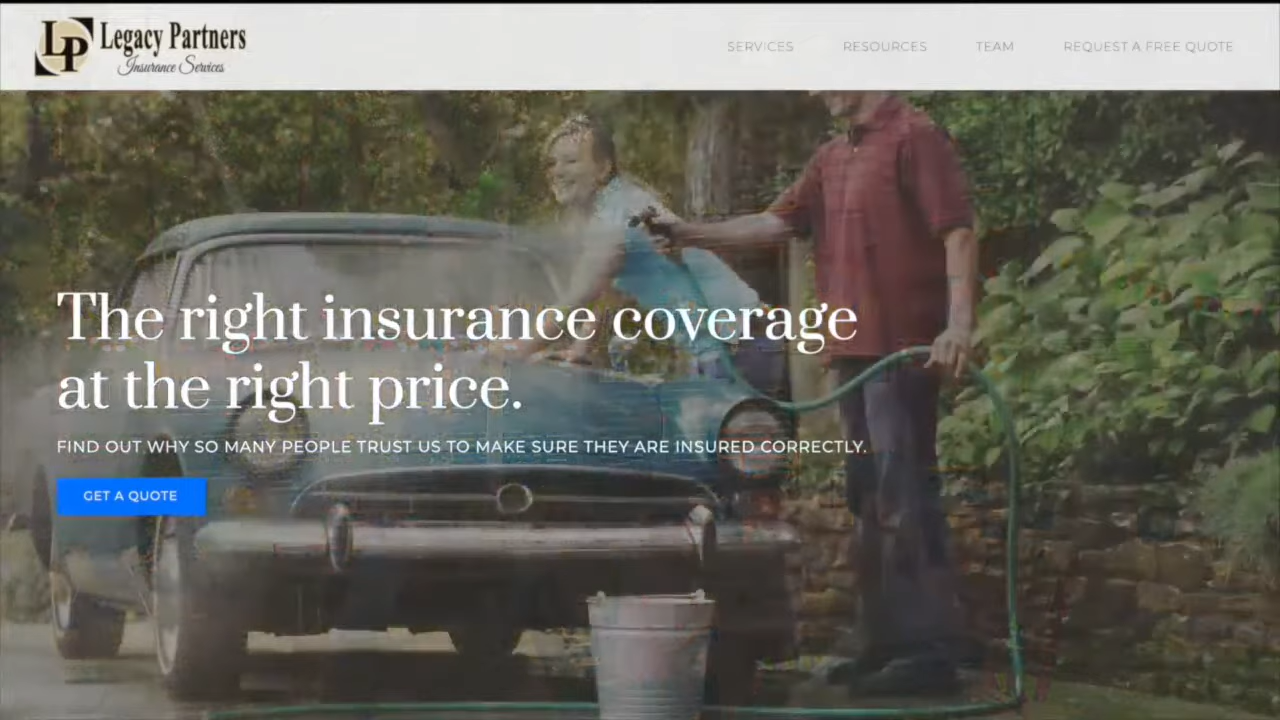 LP
Legacy Partners
Insurance Services
SERVICES
RESOURCES
TEAM
REQUEST A FREE QUOTE
The right insurance coverage
at the right price.
FIND OUT WHY SO MANY PEOPLE TRUST US TO MAKE SURE THEY ARE INSURED CORRECTLY.
GET A QUOTE